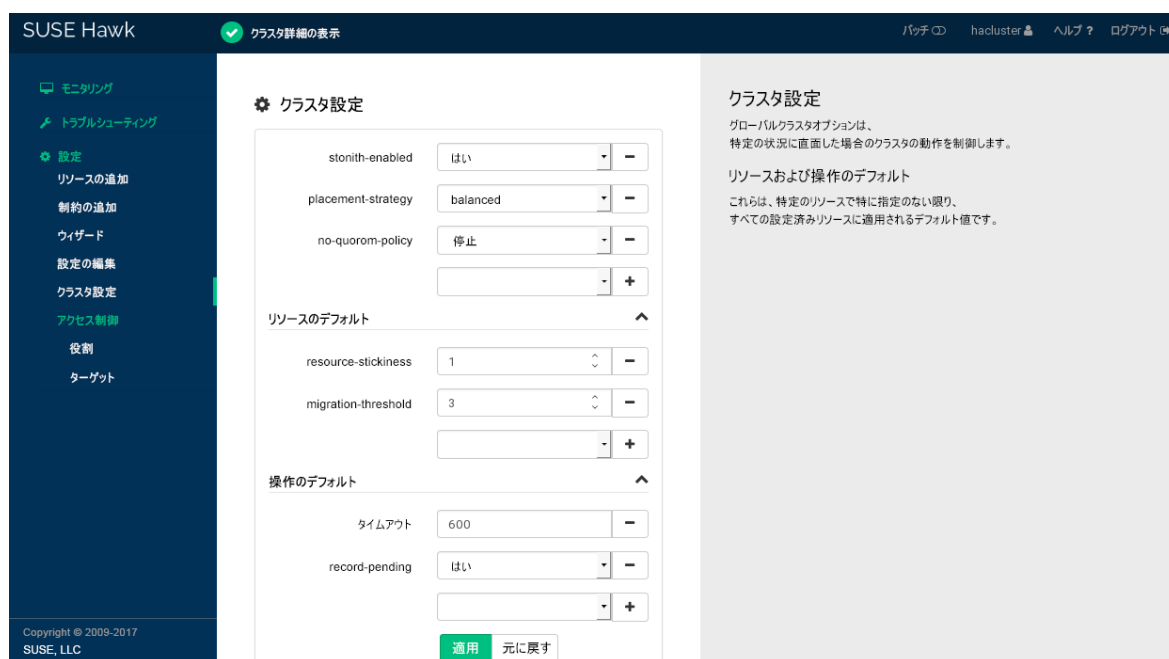 SUSE Hawk
クラスタ詳細の表示
バッチ
hacluster
ヘルプ ?
ログアウト
モニタリング
トラブルシューティング
設定
リソースの追加
制約の追加
ウィザード
設定の編集
クラスタ設定
アクセス制御
役割
ターゲット
Copyright © 2009-2017
SUSE, LLC
クラスタ設定
stonith-enabled はい
placement-strategy balanced
no-quorom-policy 停止
リソースのデフォルト
resource-stickiness 1
migration-threshold 3
操作のデフォルト
タイムアウト 600
record-pending はい
適用 元に戻す
クラスタ設定
グローバルクラスタオプションは、
特定の状況に直面した場合のクラスタの動作を制御します。
リソースおよび操作のデフォルト
これらは、特定のリソースで特に指定のない限り、
すべての設定済みリソースに適用されるデフォルト値です。